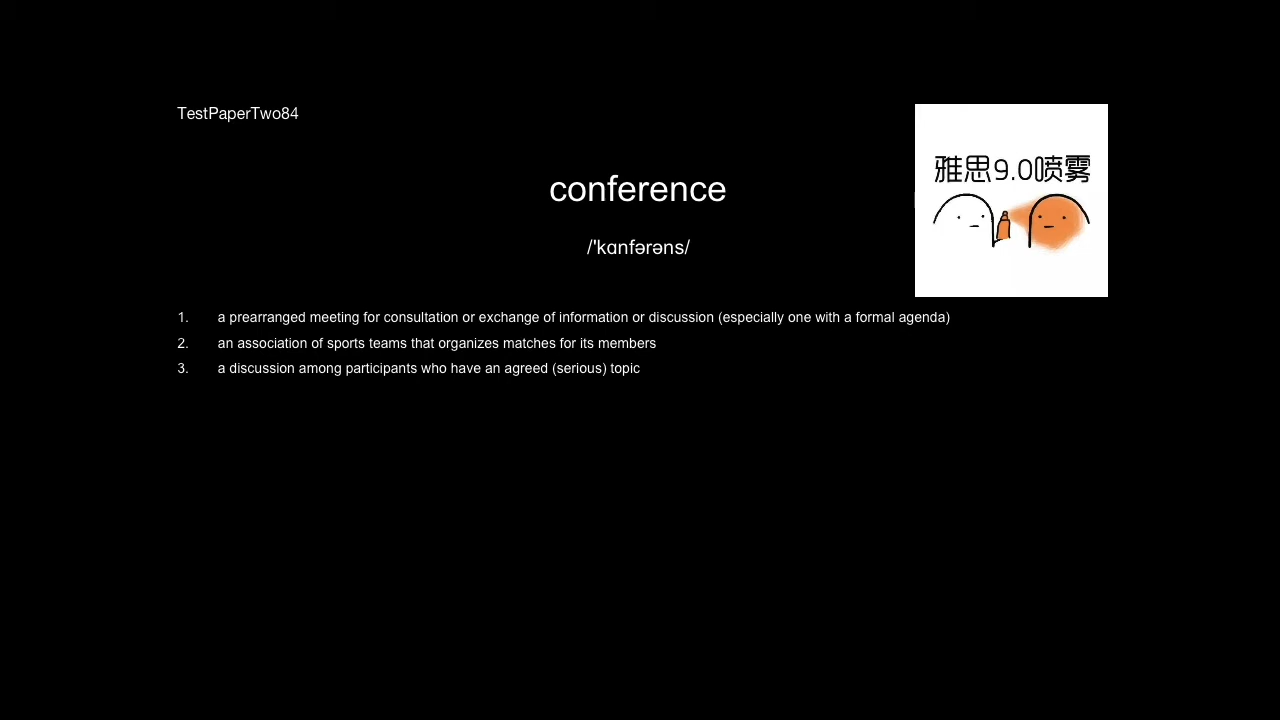 TestPaperTwo84
雅思9.0喷雾
conference
/'kɑnfərəns/
1. a prearranged meeting for consultation or exchange of information or discussion (especially one with a formal agenda)
2. an association of sports teams that organizes matches for its members
3. a discussion among participants who have an agreed (serious) topic